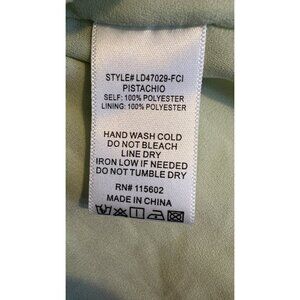 STYLE# LD47029-FCI
PISTACHIO
SELF: 100% POLYESTER
LINING: 100% POLYESTER
HAND WASH COLD
DO NOT BLEACH
LINE DRY
IRON LOW IF NEEDED
DO NOT TUMBLE DRY
RN# 115602
MADE IN CHINA